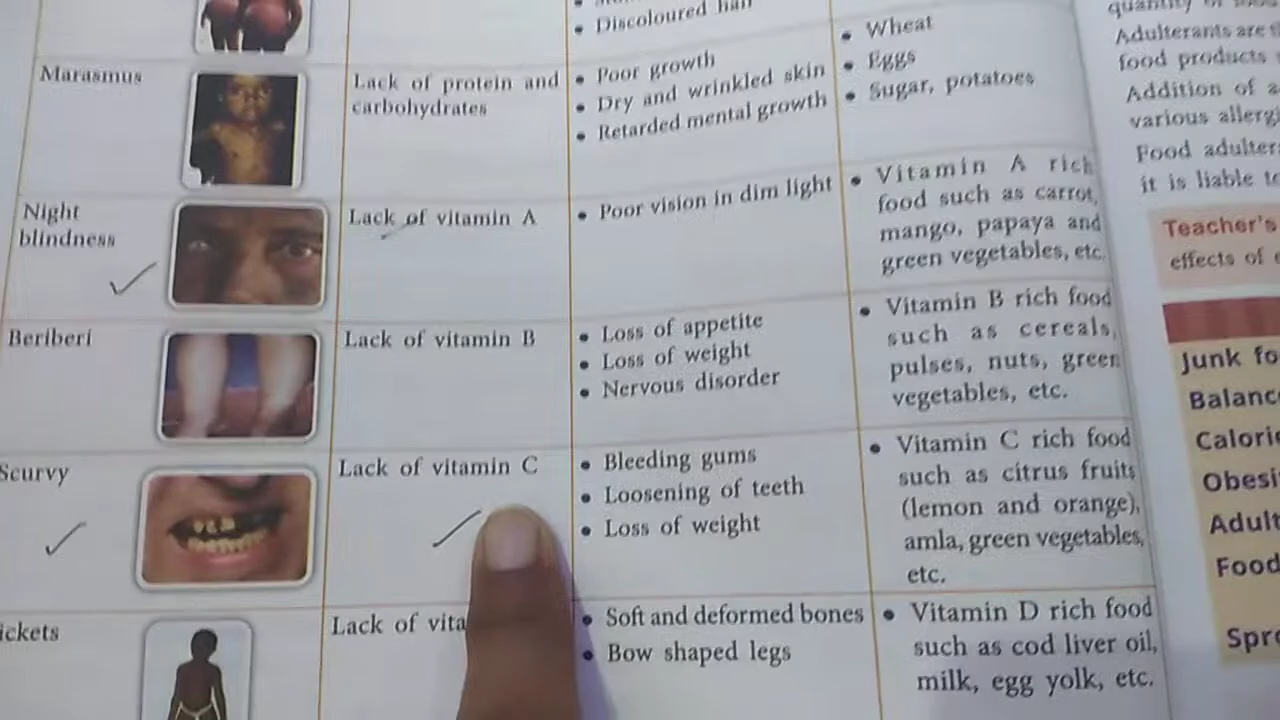 Discoloured
Marasmus
Lack of protein and
carbohydrates
Poor growth
Dry and wrinkled skin
Retarded mental growth
Wheat
Eggs
Sugar, potatoes
Night
blindness
Lack of vitamin A
Poor vision in dim light
Vitamin A rich
food such as carrot,
mango, papaya and
green vegetables, etc.
Beriberi
Lack of vitamin B
Loss of appetite
Loss of weight
Nervous disorder
Vitamin B rich food
such as cereals,
pulses, nuts, green
vegetables, etc.
Scurvy
Lack of vitamin C
Bleeding gums
Loosening of teeth
Loss of weight
Vitamin C rich food
such as citrus fruits
(lemon and orange),
amla, green vegetables,
etc.
ickets
Lack of vita
Soft and deformed bones
Bow shaped legs
Vitamin D rich food
such as cod liver oil,
milk, egg yolk, etc.
quantity of
Adulterants are
food products
Addition of
various allerg
Food adulter
it is liable to
Teacher's
effects of
Junk fo
Balanc
Calorie
Obesi
Adult
Food
Spr